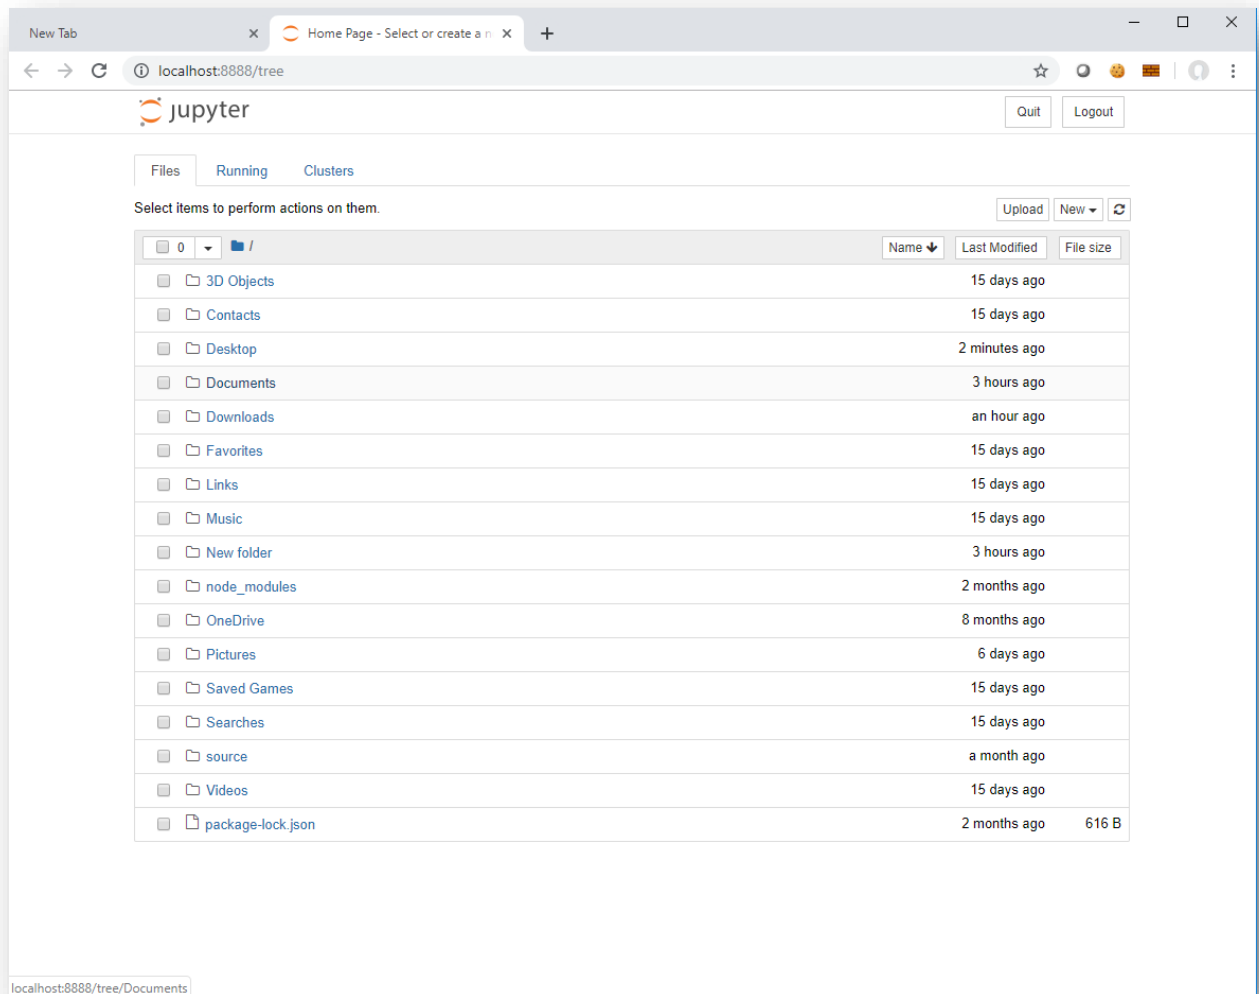 New Tab
Home Page - Select or create a n
localhost:8888/tree
jupyter
Quit Logout
Files Running Clusters
Select items to perform actions on them.
Upload New
0 / Name Last Modified File size
3D Objects 15 days ago
Contacts 15 days ago
Desktop 2 minutes ago
Documents 3 hours ago
Downloads an hour ago
Favorites 15 days ago
Links 15 days ago
Music 15 days ago
New folder 3 hours ago
node_modules 2 months ago
OneDrive 8 months ago
Pictures 6 days ago
Saved Games 15 days ago
Searches 15 days ago
source a month ago
Videos 15 days ago
package-lock.json 2 months ago 616 B
localhost:8888/tree/Documents